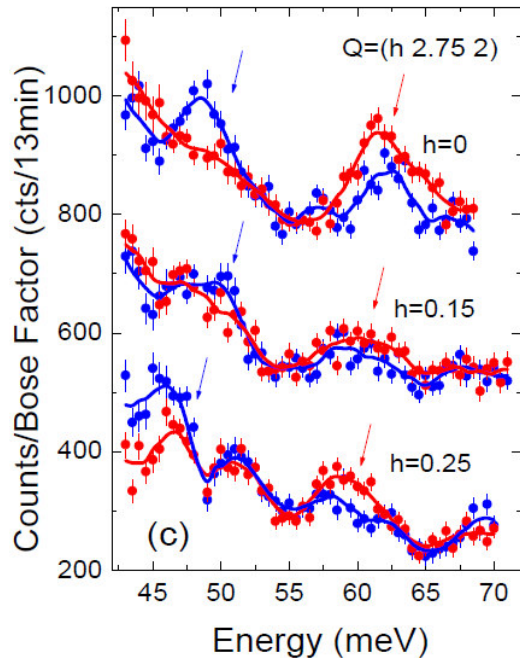 Counts/Bose Factor (cts/13min)
1000
800
600
400
200
Q=(h 2.75 2)
h=0
h=0.15
h=0.25
(c)
45 50 55 60 65 70
Energy (meV)